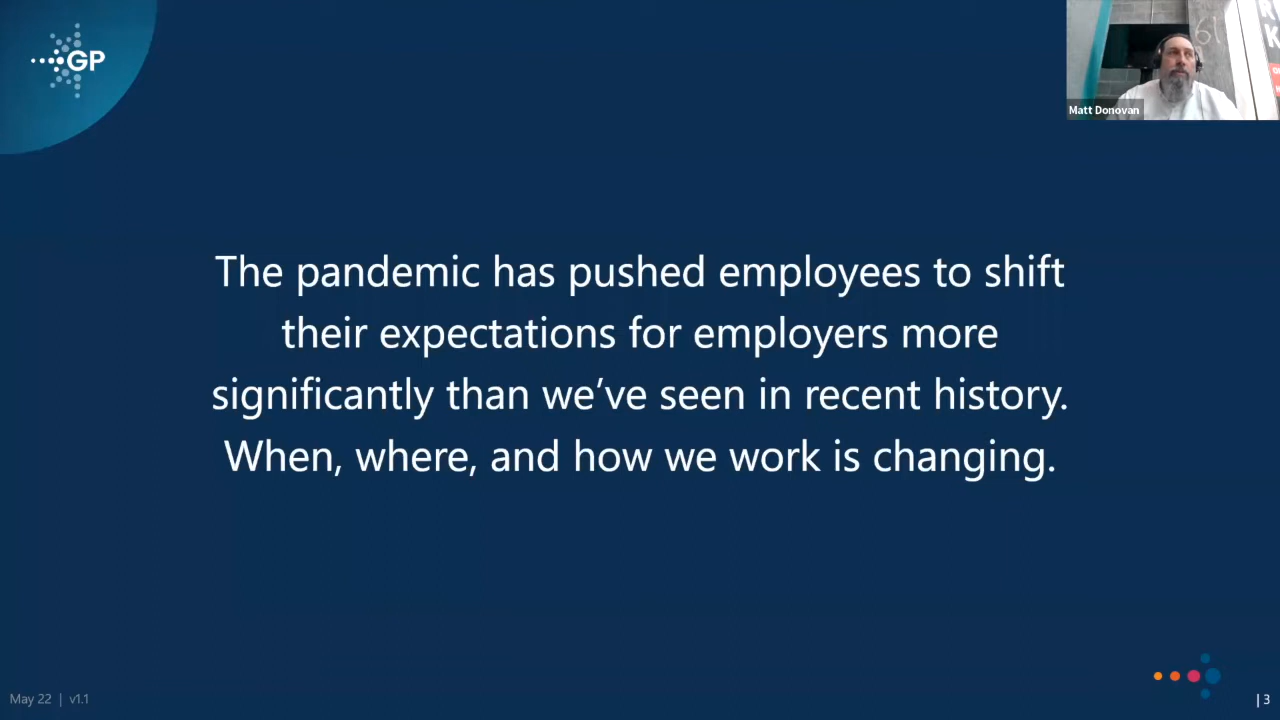 GP
Matt Donovan
The pandemic has pushed employees to shift
their expectations for employers more
significantly than we’ve seen in recent history.
When, where, and how we work is changing.
May 22 | v1.1
| 3